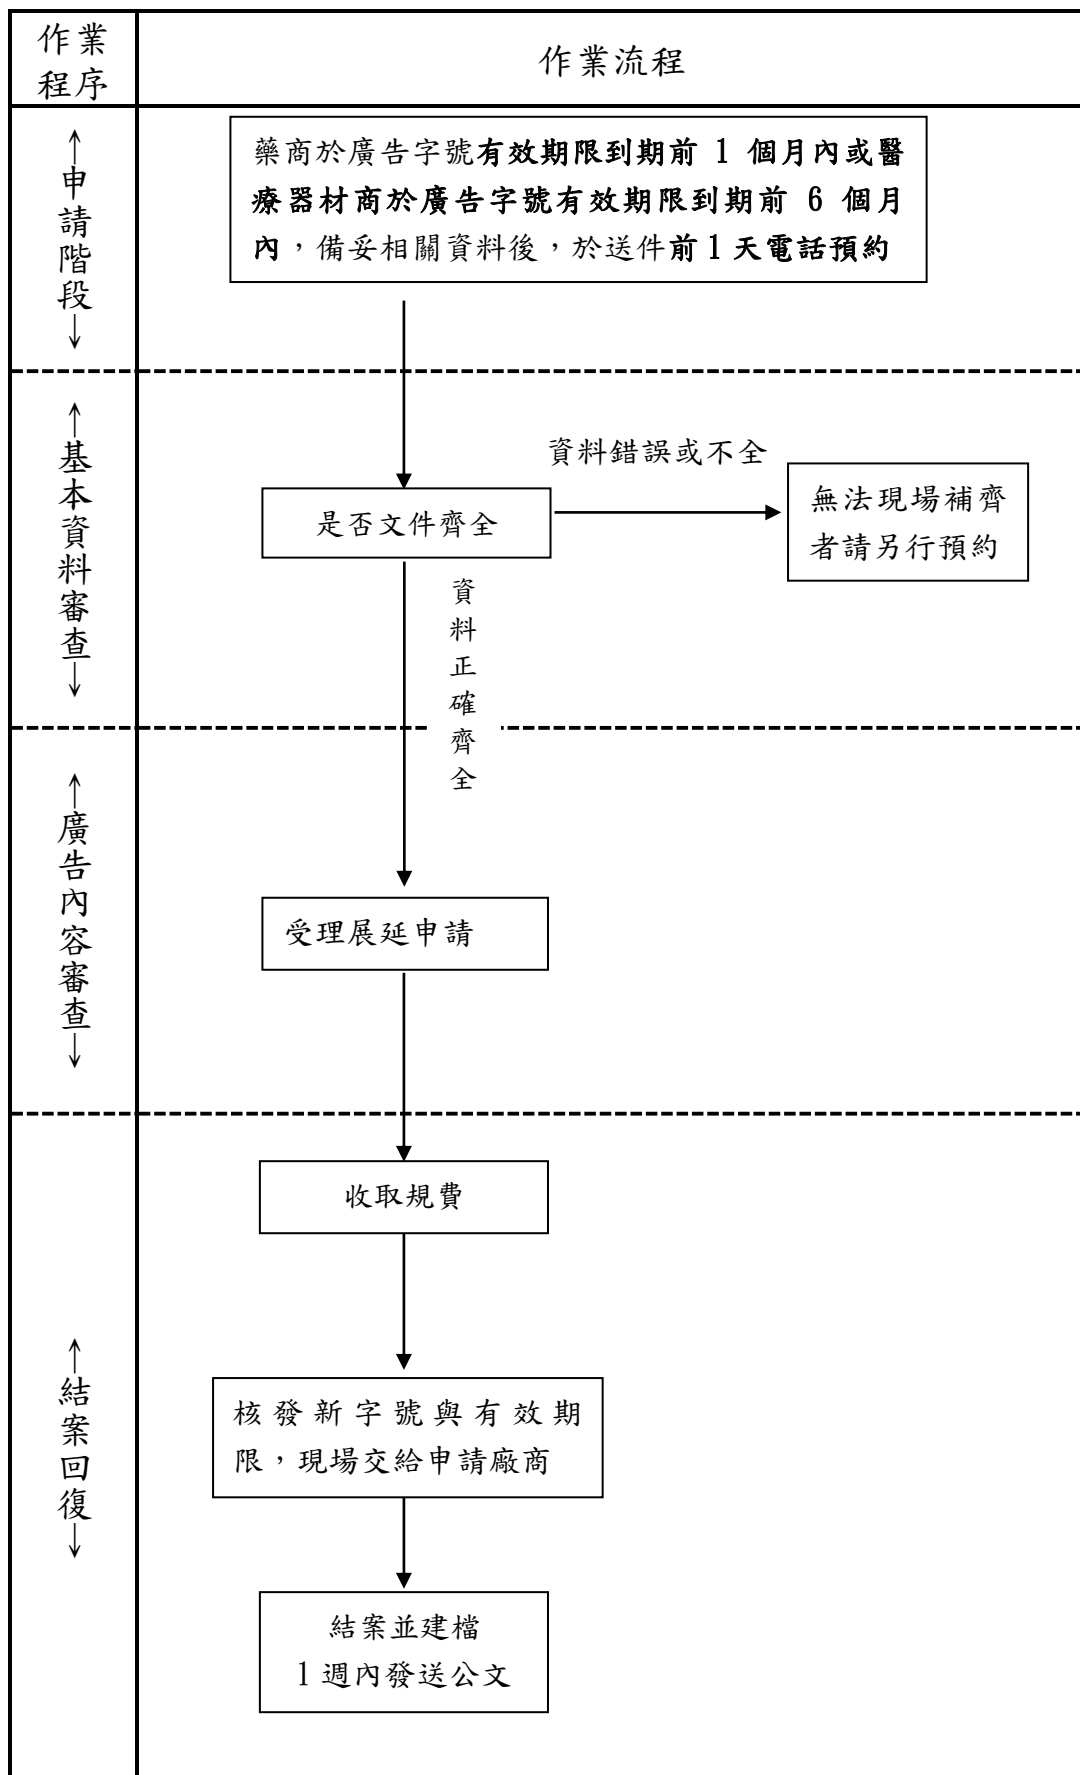 作業
程序
作業流程
↑申請階段↓
藥商於廣告字號有效期限到期前 1 個月內或醫
療器材商於廣告字號有效期限到期前 6 個月
內，備妥相關資料後，於送件前 1 天電話預約
↑基本資料審查↓
資料錯誤或不全
是否文件齊全
無法現場補齊
者請另行預約
資料正確齊全
↑廣告內容審查↓
受理展延申請
↑結案回復↓
收取規費
核發新字號與有效期
限，現場交給申請廠商
結案並建檔
1 週內發送公文